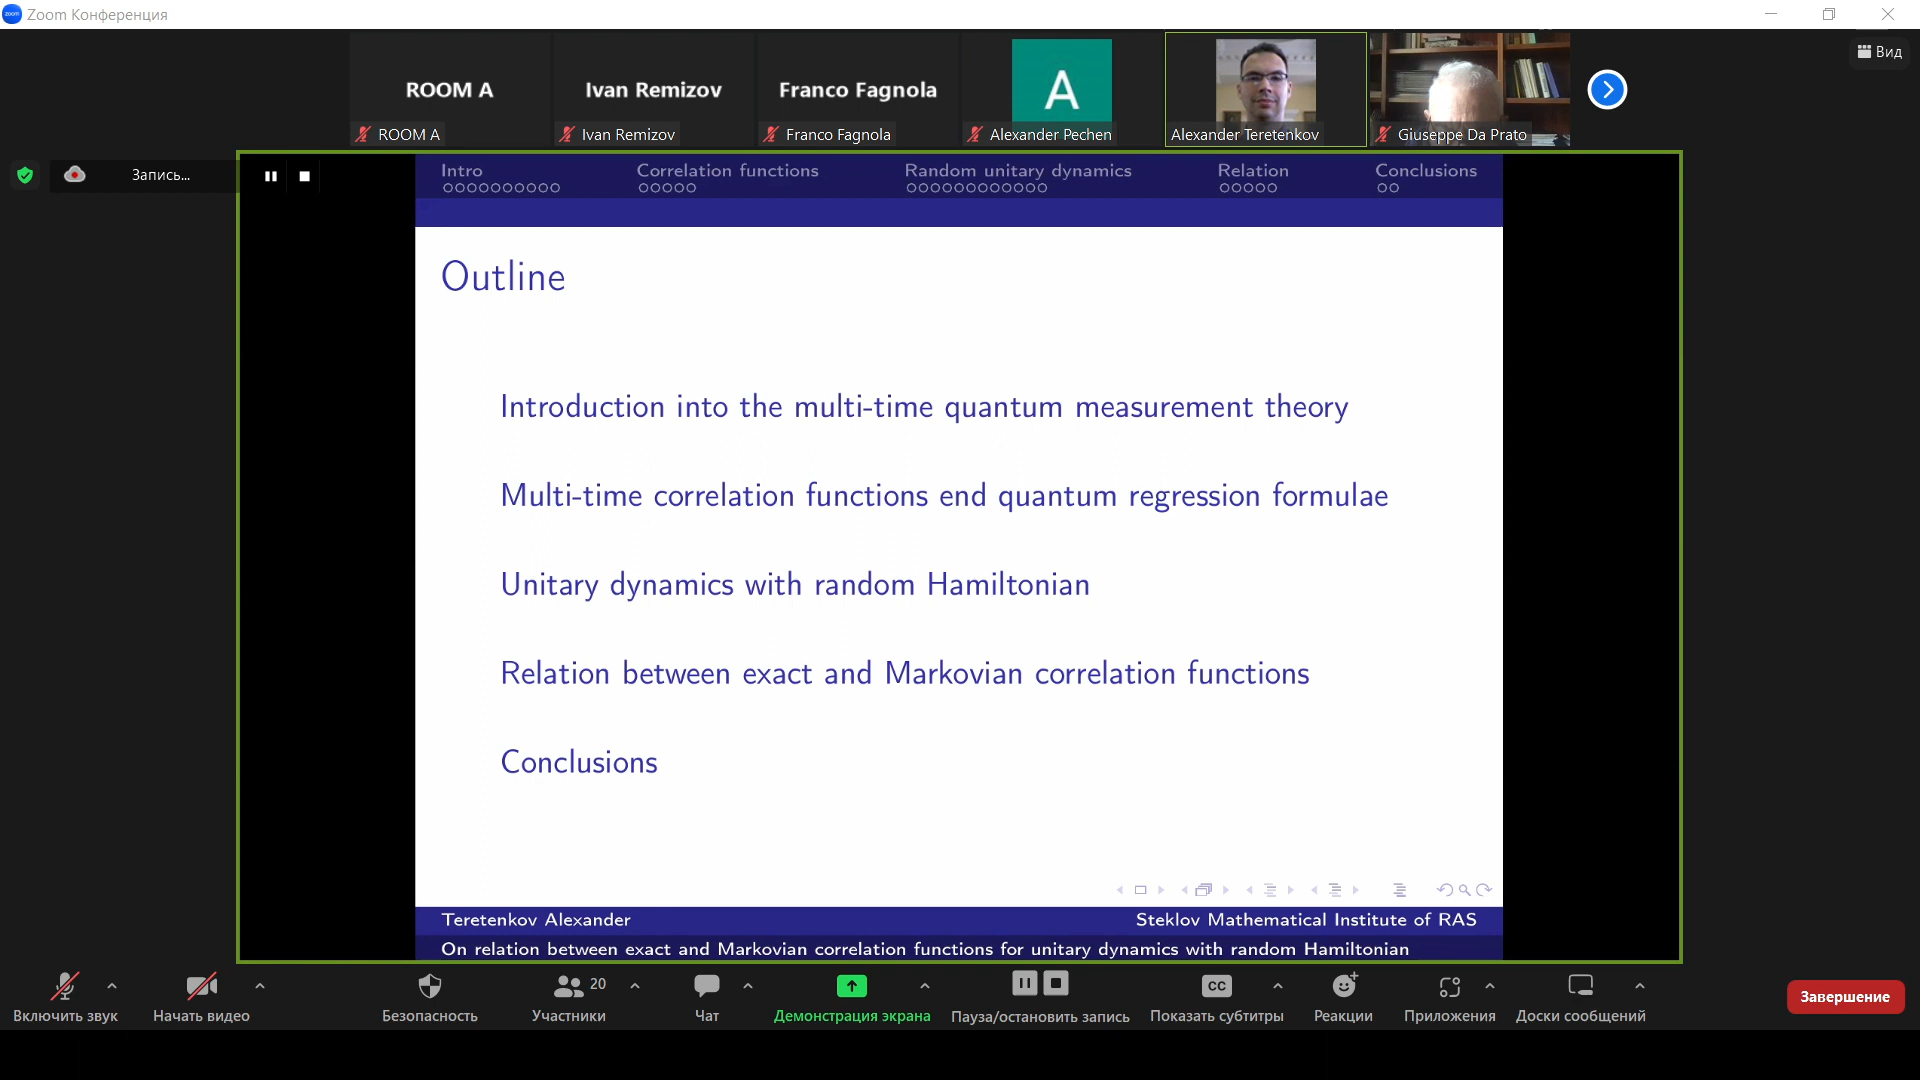 Zoom Конференция
ROOM A
Ivan Remizov
Franco Fagnola
A
Вид
ROOM A
Ivan Remizov
Franco Fagnola
Alexander Pechen
Alexander Teretenkov
Giuseppe Da Prato
Запись...
Intro
Correlation functions
Random unitary dynamics
Relation
Conclusions
Outline
Introduction into the multi-time quantum measurement theory
Multi-time correlation functions end quantum regression formulae
Unitary dynamics with random Hamiltonian
Relation between exact and Markovian correlation functions
Conclusions
Teretenkov Alexander
Steklov Mathematical Institute of RAS
On relation between exact and Markovian correlation functions for unitary dynamics with random Hamiltonian
20
CC
Включить звук
Начать видео
Безопасность
Участники
Чат
Демонстрация экрана
Пауза/остановить запись
Показать субтитры
Реакции
Приложения
Доски сообщений
Завершение